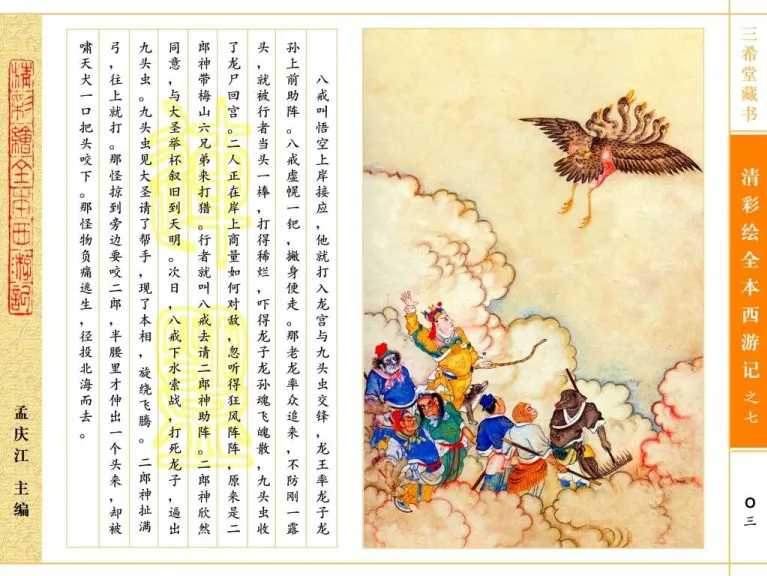 三希堂藏书
清彩绘全本西游记之七
〇三
八戒叫悟空上岸接应，他就打入龙宫与九头虫交锋，龙王率龙子龙
孙上前助阵。八戒虚幌一钯，撇身便走。那老龙率众追来，不防刚一露
头，就被行者当头一棒，打得稀烂，吓得龙子龙孙魂飞魄散，九头虫收
了龙尸回宫。二人正在岸上商量如何对敌，忽听得狂风阵阵，原来是二
郎神带梅山六兄弟来打猎。行者就叫八戒去请二郎神助阵。二郎神欣然
同意，与大圣举杯叙旧到天明。次日，八戒下水索战，打死龙子，逼出
九头虫。九头虫见大圣请了帮手，现了本相，旋绕飞腾。二郎神扯满
弓，往上就打。那怪掠到旁边要咬二郎，半腰里才伸出一个头来，却被
啸天犬一口把头咬下。那怪物负痛逃生，径投北海而去。
清彩繪全本西游記
孟庆江 主编